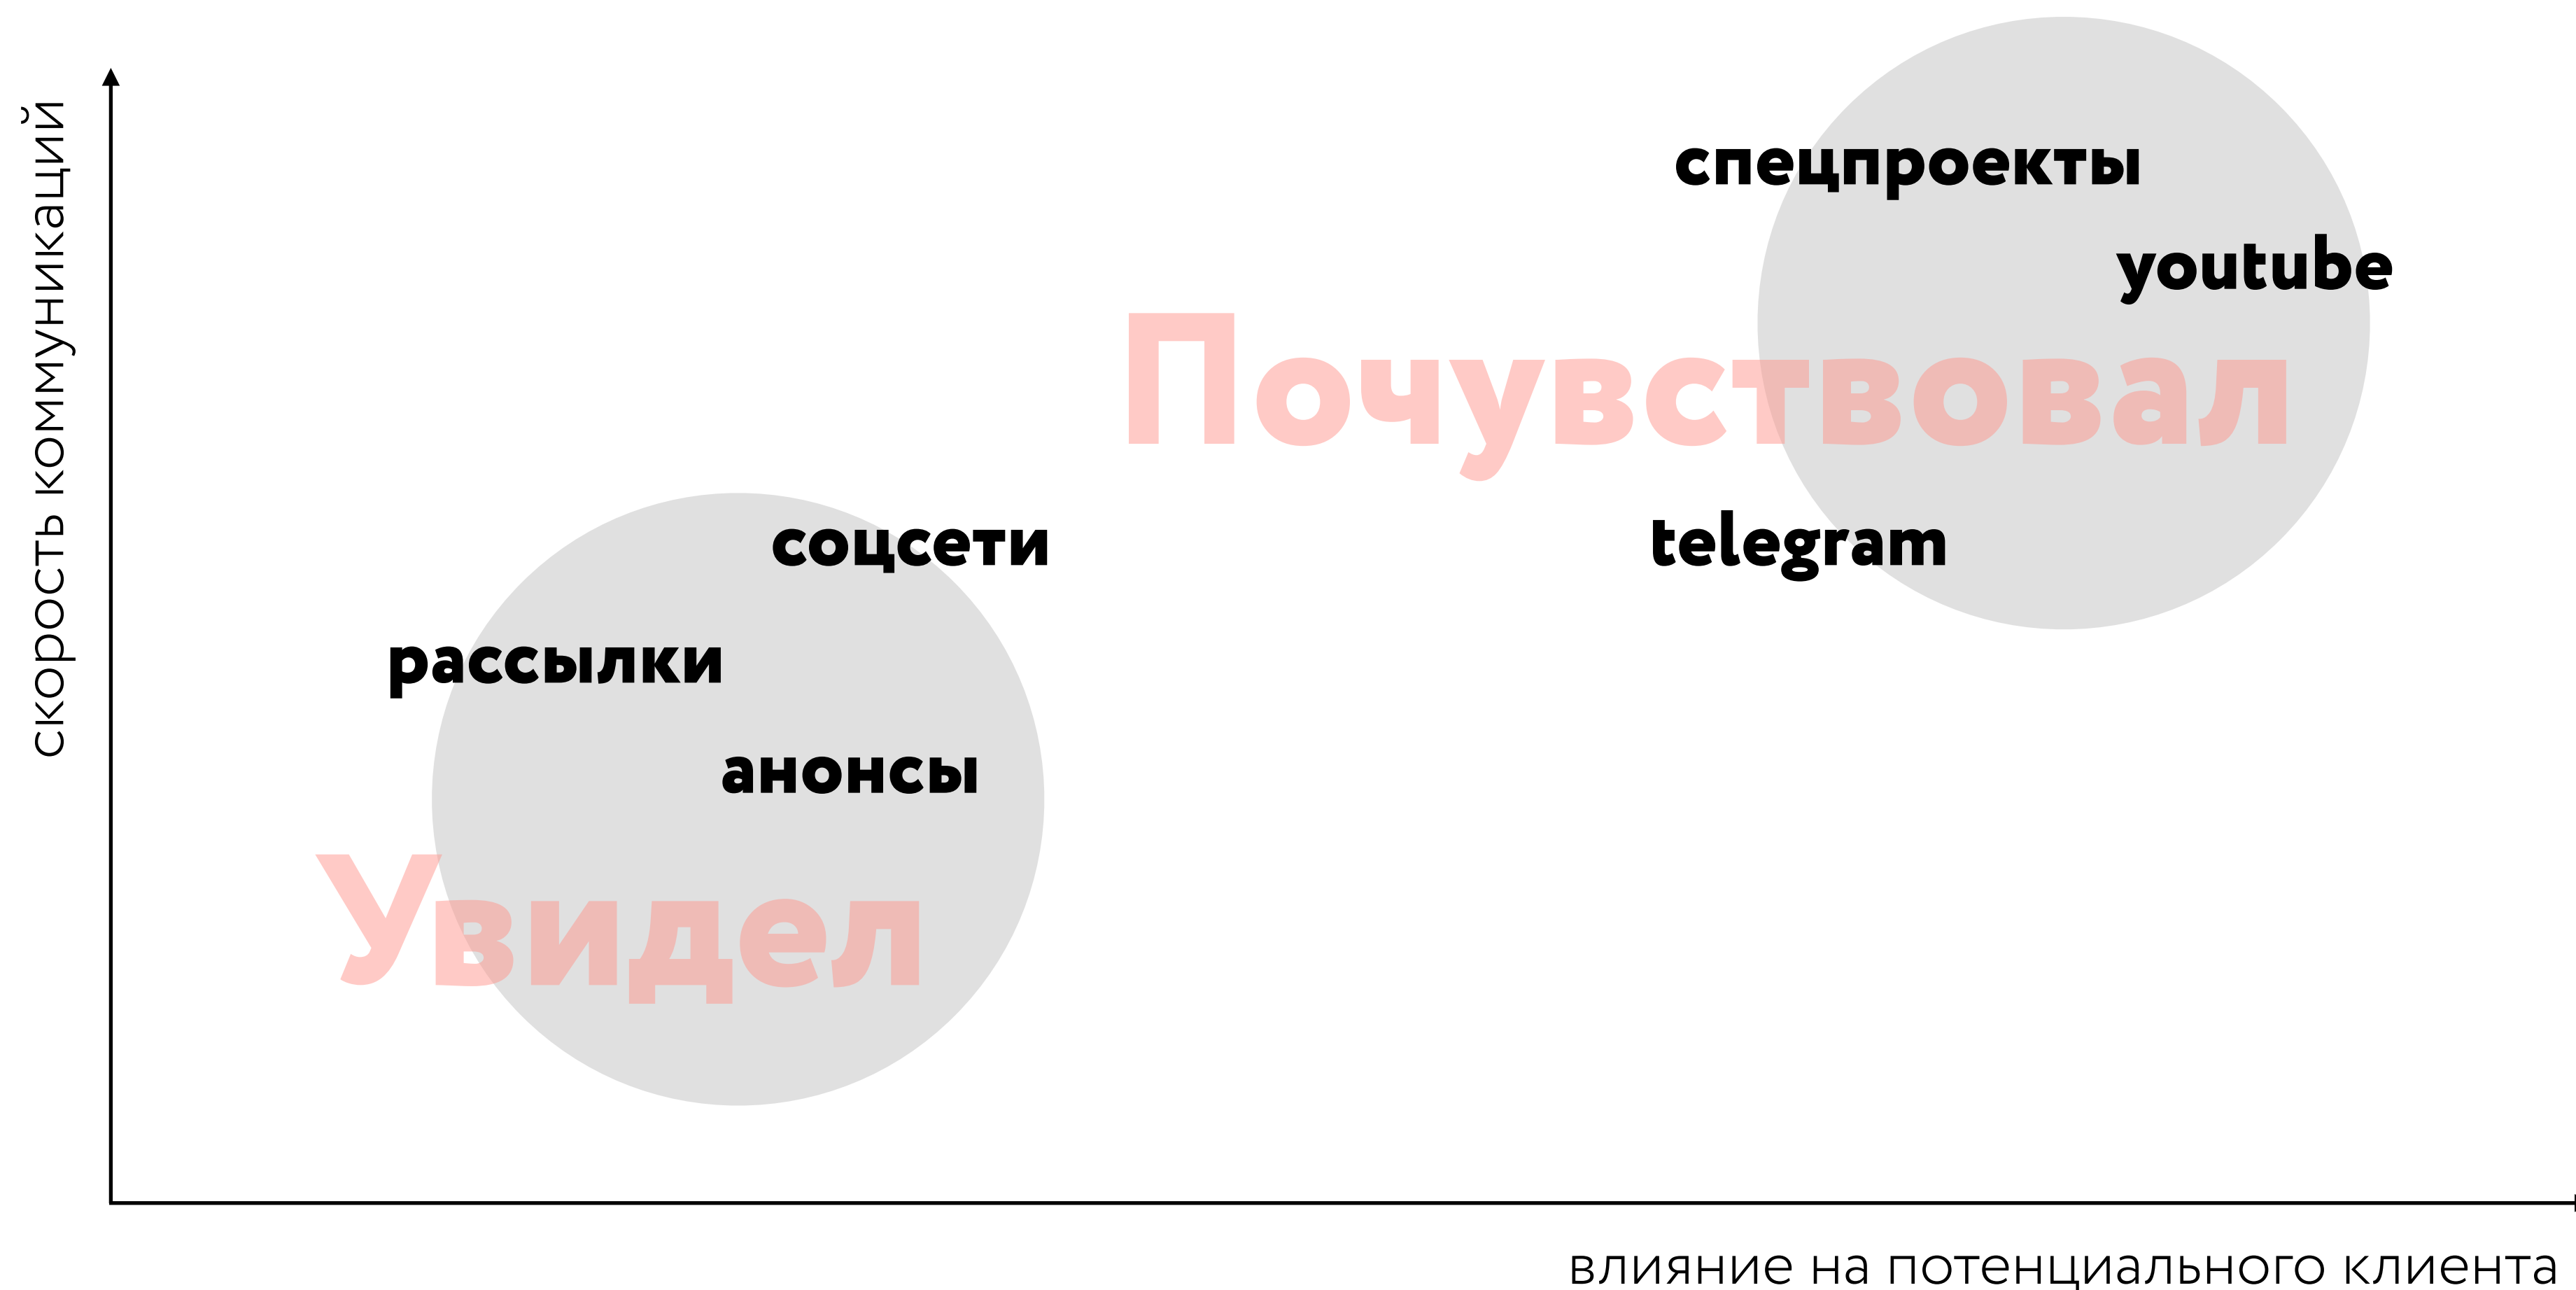 скорость коммуникаций
спецпроекты
youtube
Почувствовал
telegram
соцсети
рассылки
анонсы
Увидел
влияние на потенциального клиента